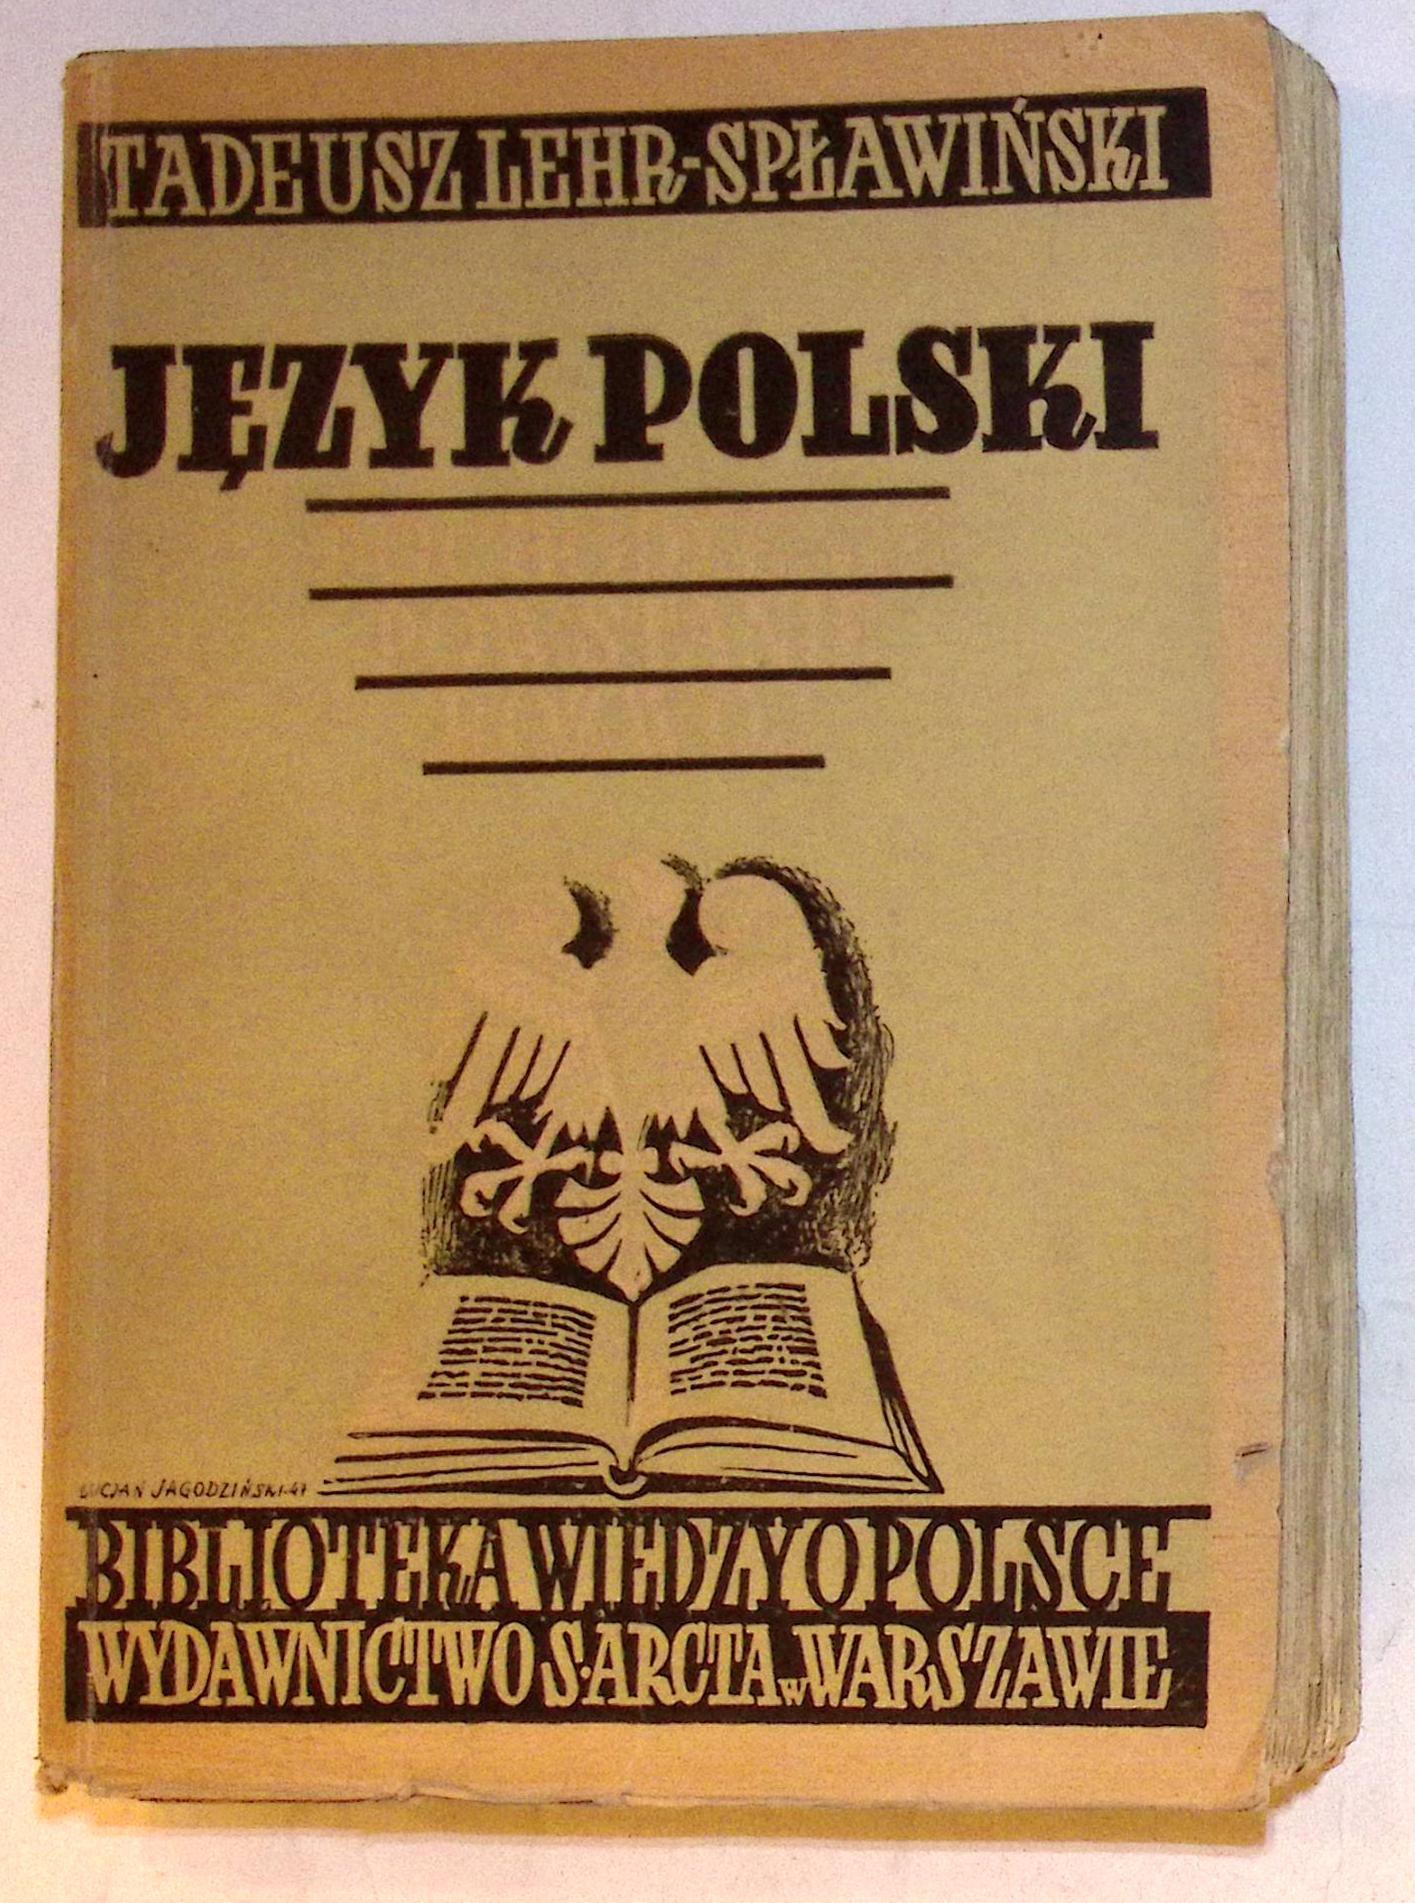 TADEUSZ LEHR-SPŁAWIŃSKI
JĘZYK POLSKI
LUCJAN JAGODZIŃSKI-47
BIBLIOTEKA WIEDZY O POLSCE
WYDAWNICTWO S. ARCTA w WARSZAWIE